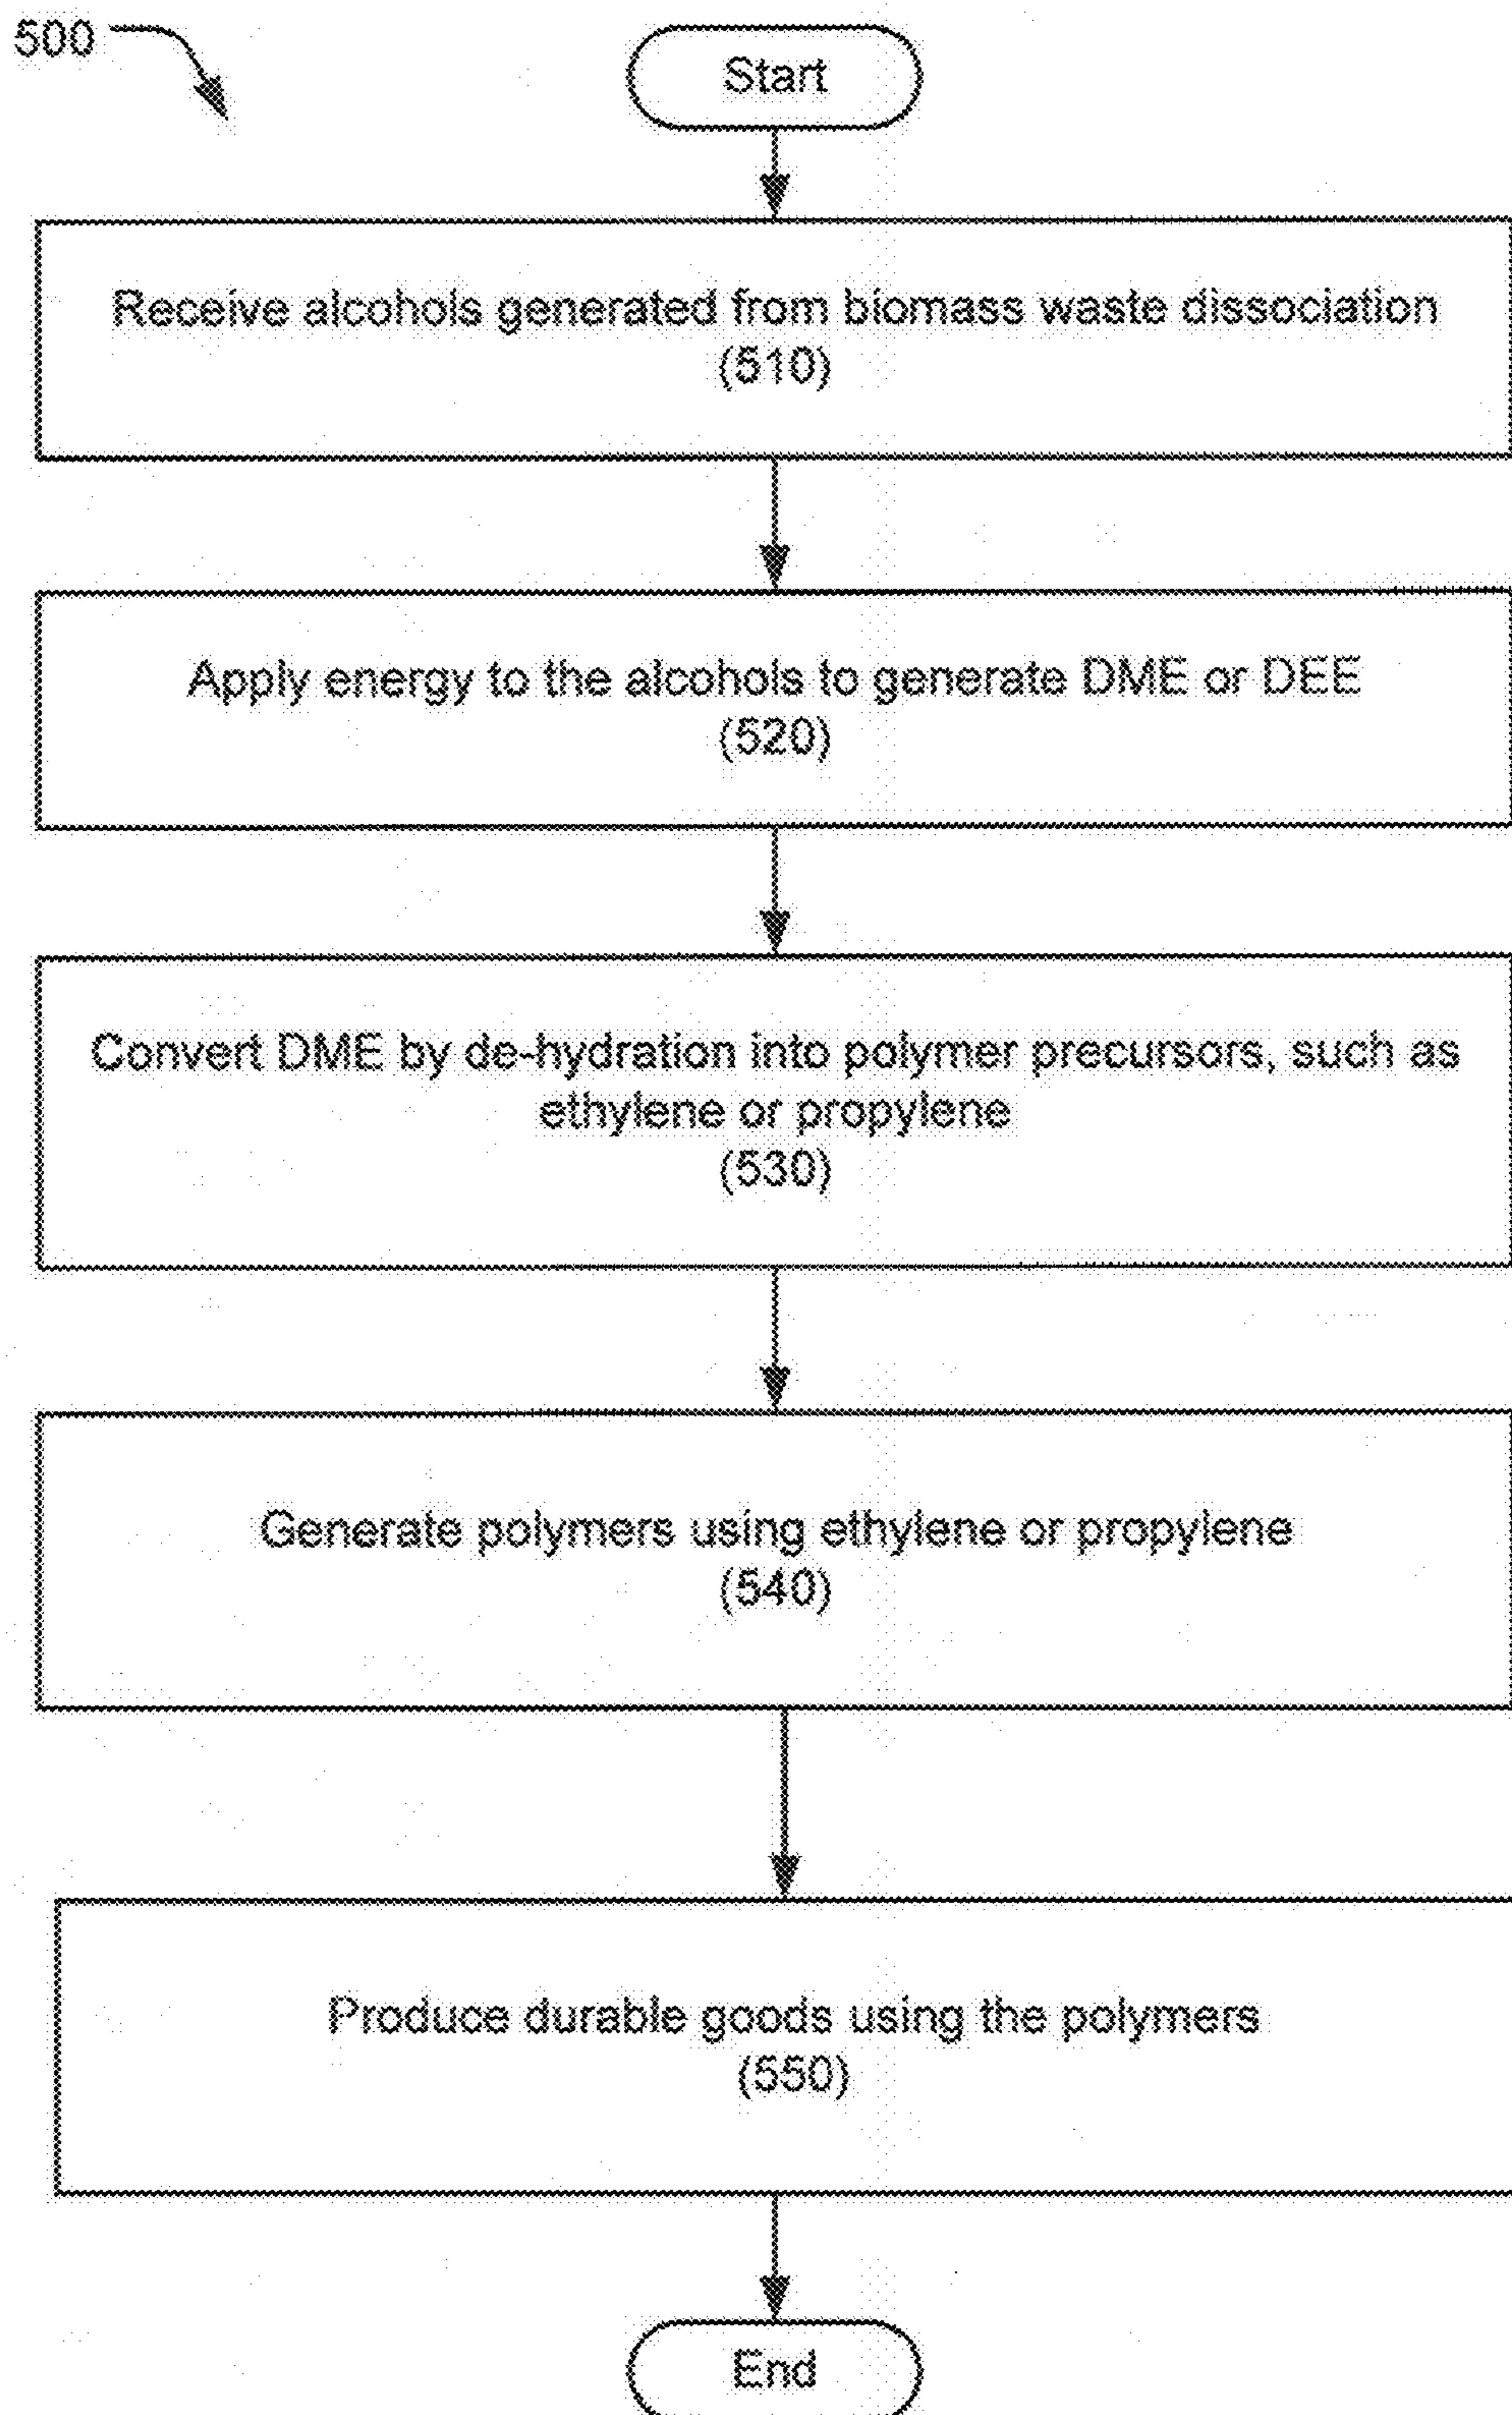 500
Start
Receive alcohols generated from biomass waste dissociation
(510)
Apply energy to the alcohols to generate DME or DEE
(520)
Convert DME by de-hydration into polymer precursors, such as
ethylene or propylene
(530)
Generate polymers using ethylene or propylene
(540)
Produce durable goods using the polymers
(550)
End